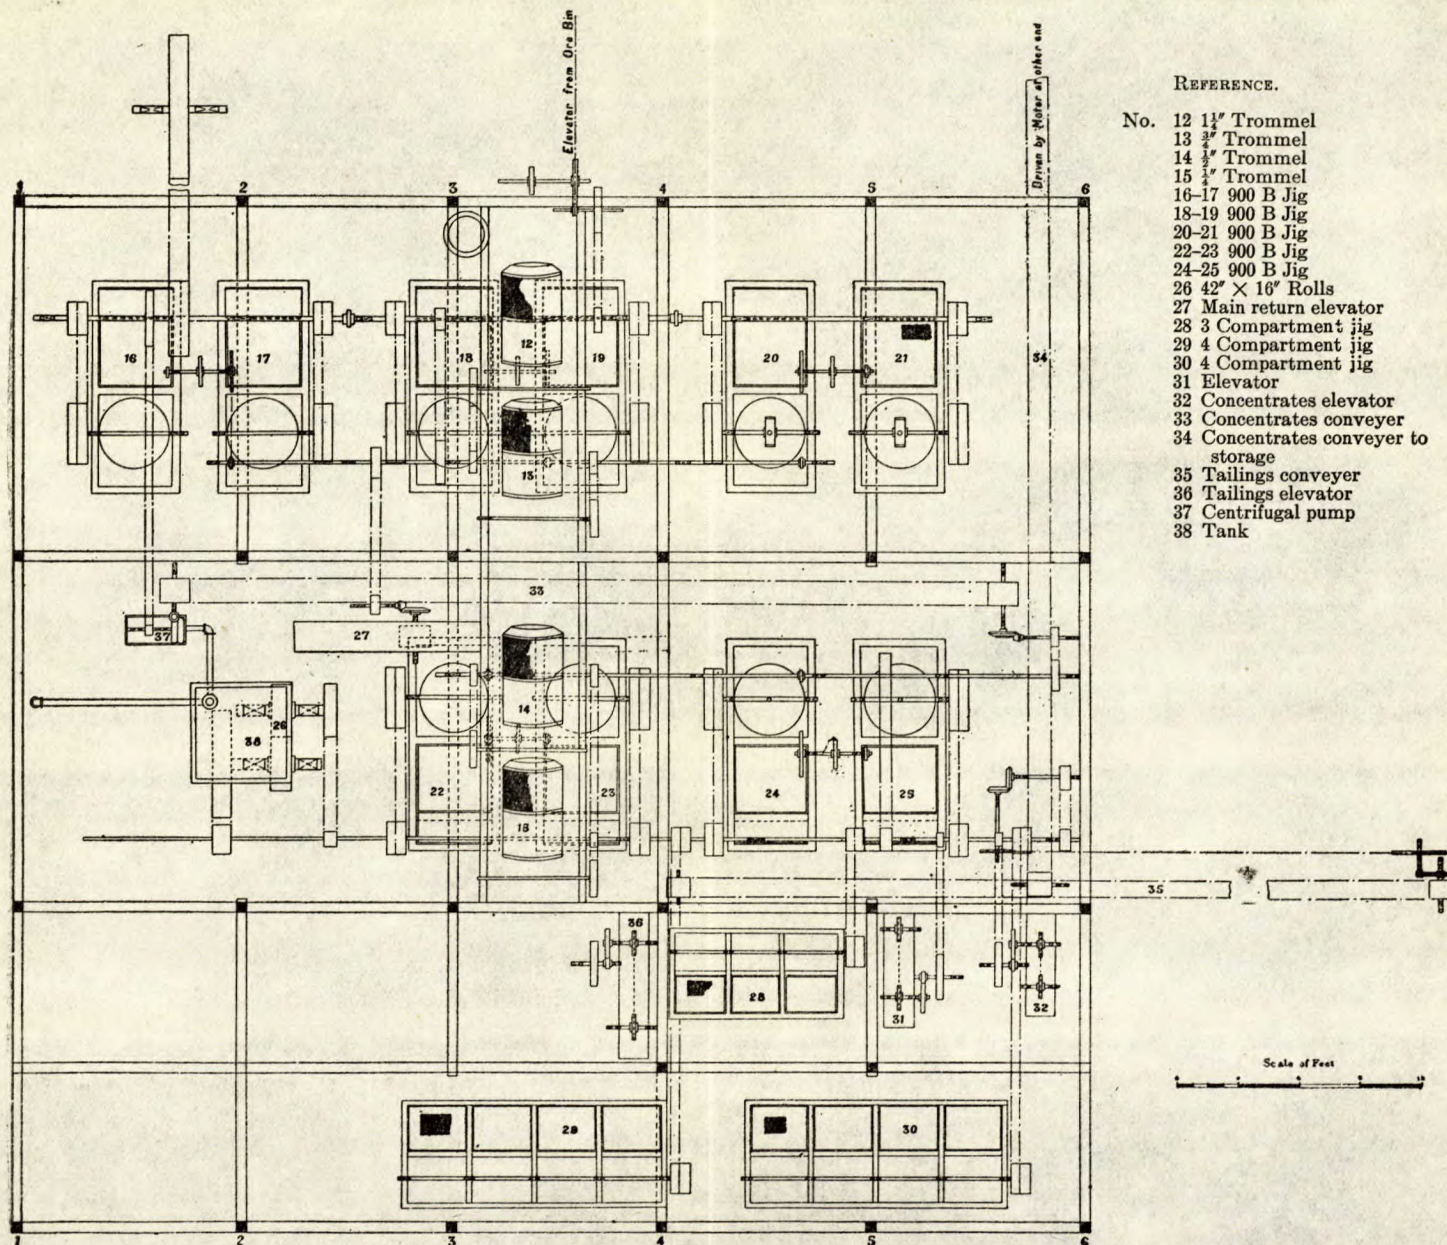 Elevator from Ore Bin
Driven by Motor at other end
REFERENCE.
No. 12 1¼″ Trommel
13 ¾″ Trommel
14 ½″ Trommel
15 ¼″ Trommel
16–17 900 B Jig
18–19 900 B Jig
20–21 900 B Jig
22–23 900 B Jig
24–25 900 B Jig
26 42″ × 16″ Rolls
27 Main return elevator
28 3 Compartment jig
29 4 Compartment jig
30 4 Compartment jig
31 Elevator
32 Concentrates elevator
33 Concentrates conveyer
34 Concentrates conveyer to
storage
35 Tailings conveyer
36 Tailings elevator
37 Centrifugal pump
38 Tank
1 2 3 4 5 6
16 17 18 12 19 20 21 34
13
33
37 27
14
26
38
22 23 24 25
15
35
36
28
31 32
Scale of Feet
29 30
1 2 3 4 5 6